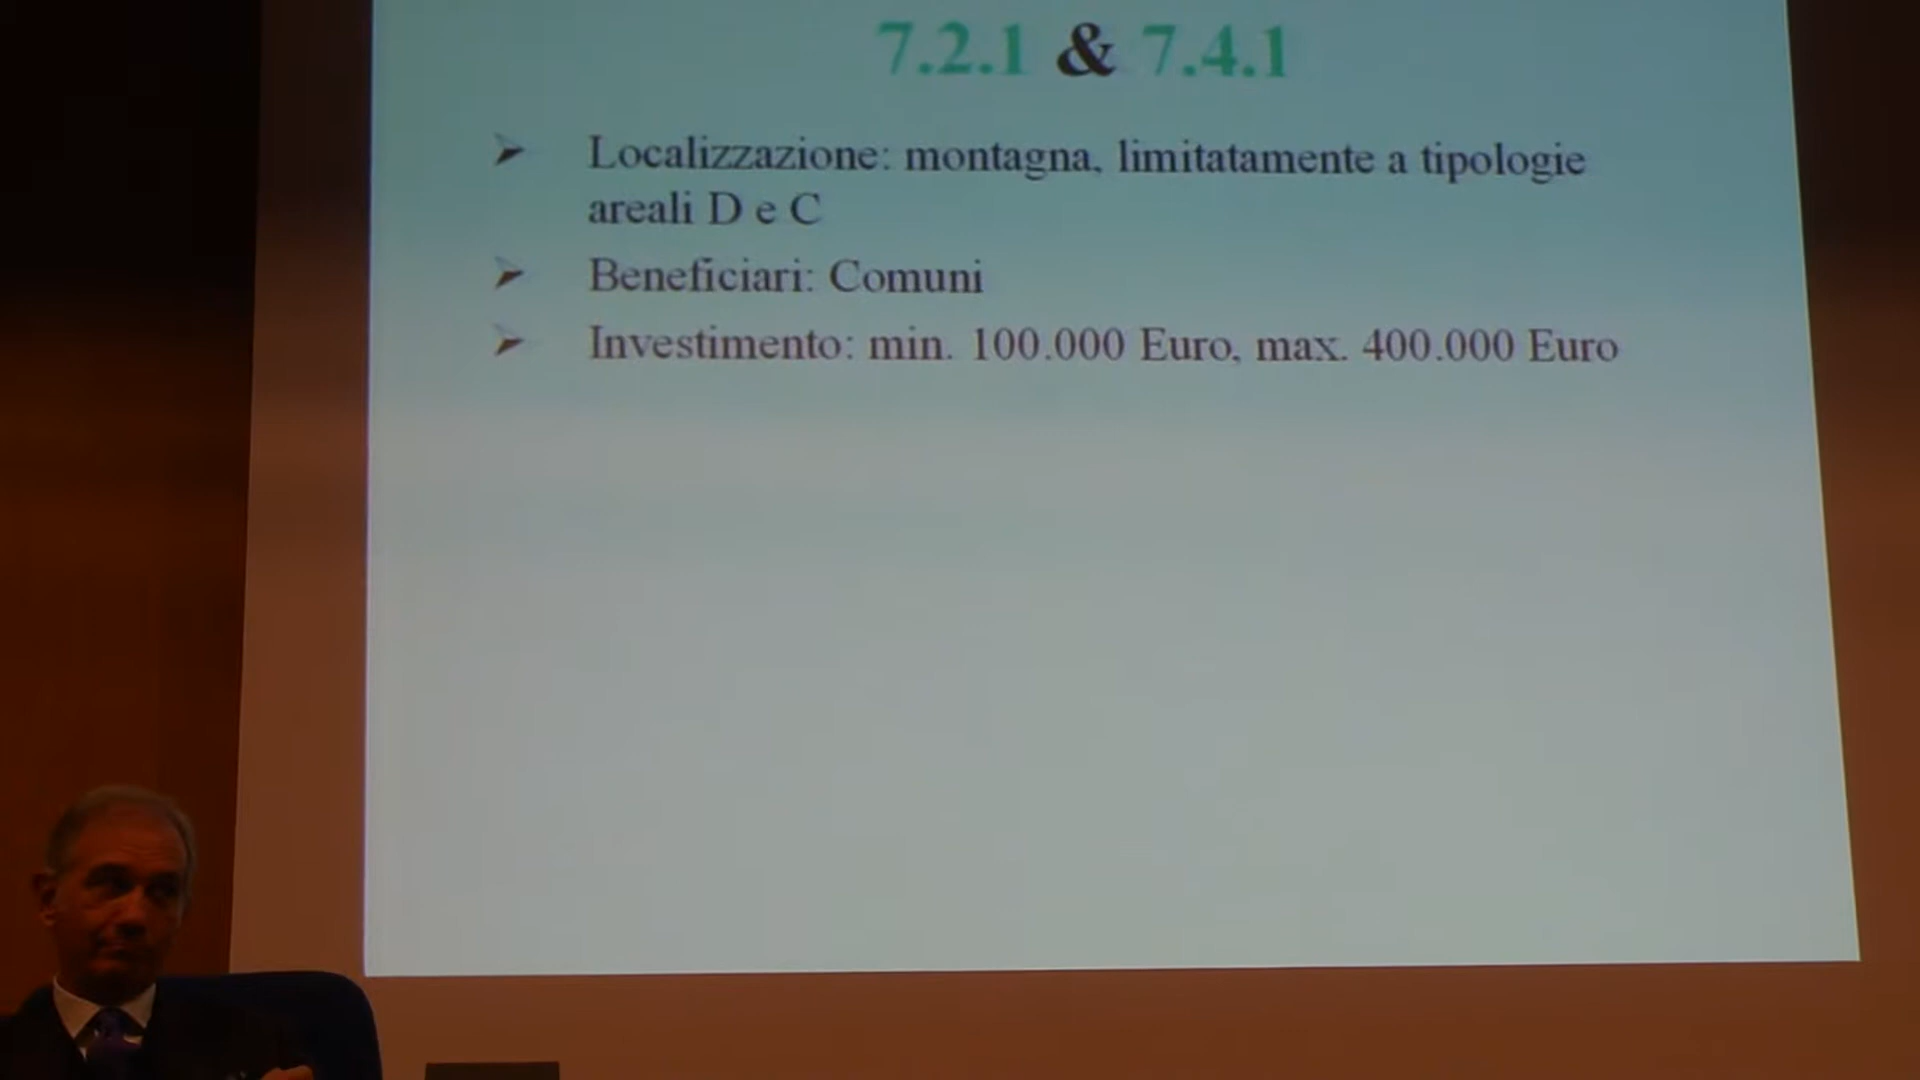 7.2.1 & 7.4.1
Localizzazione: montagna, limitatamente a tipologie
areali D e C
Beneficiari: Comuni
Investimento: min. 100.000 Euro, max. 400.000 Euro